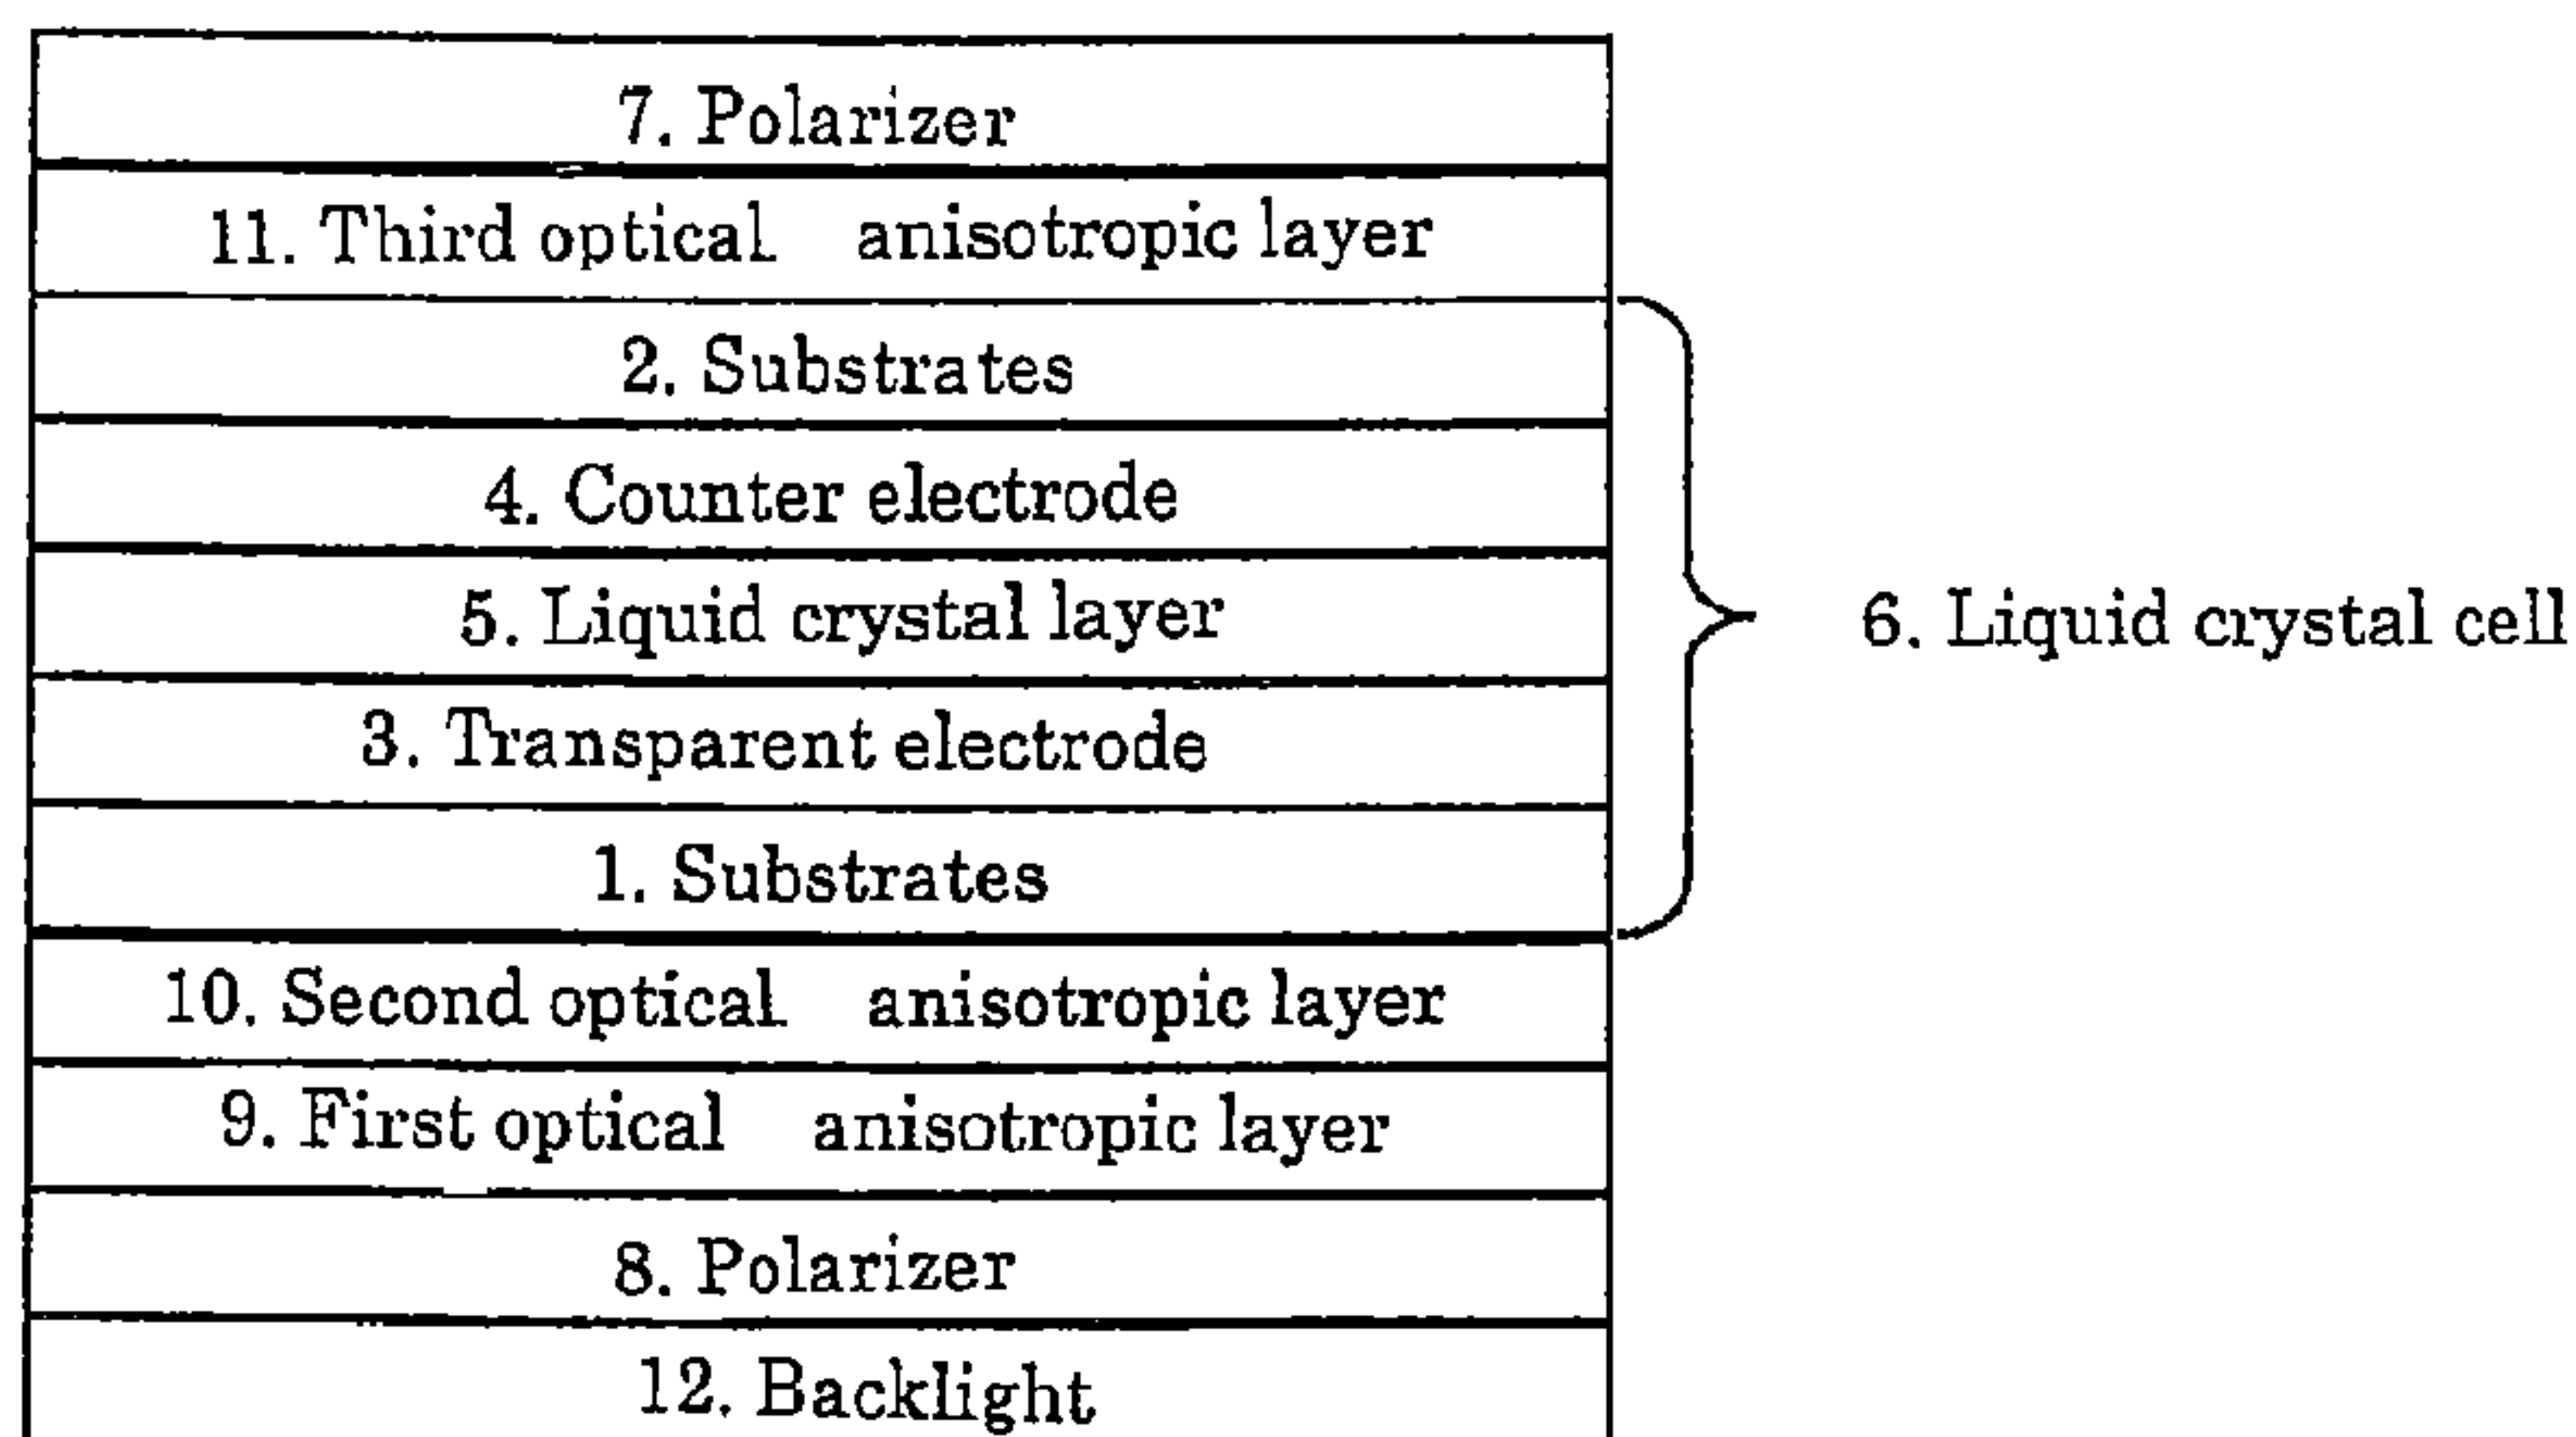 7. Polarizer
11. Third optical anisotropic layer
2. Substrates
4. Counter electrode
5. Liquid crystal layer
6. Liquid crystal cell
3. Transparent electrode
1. Substrates
10. Second optical anisotropic layer
9. First optical anisotropic layer
8. Polarizer
12. Backlight